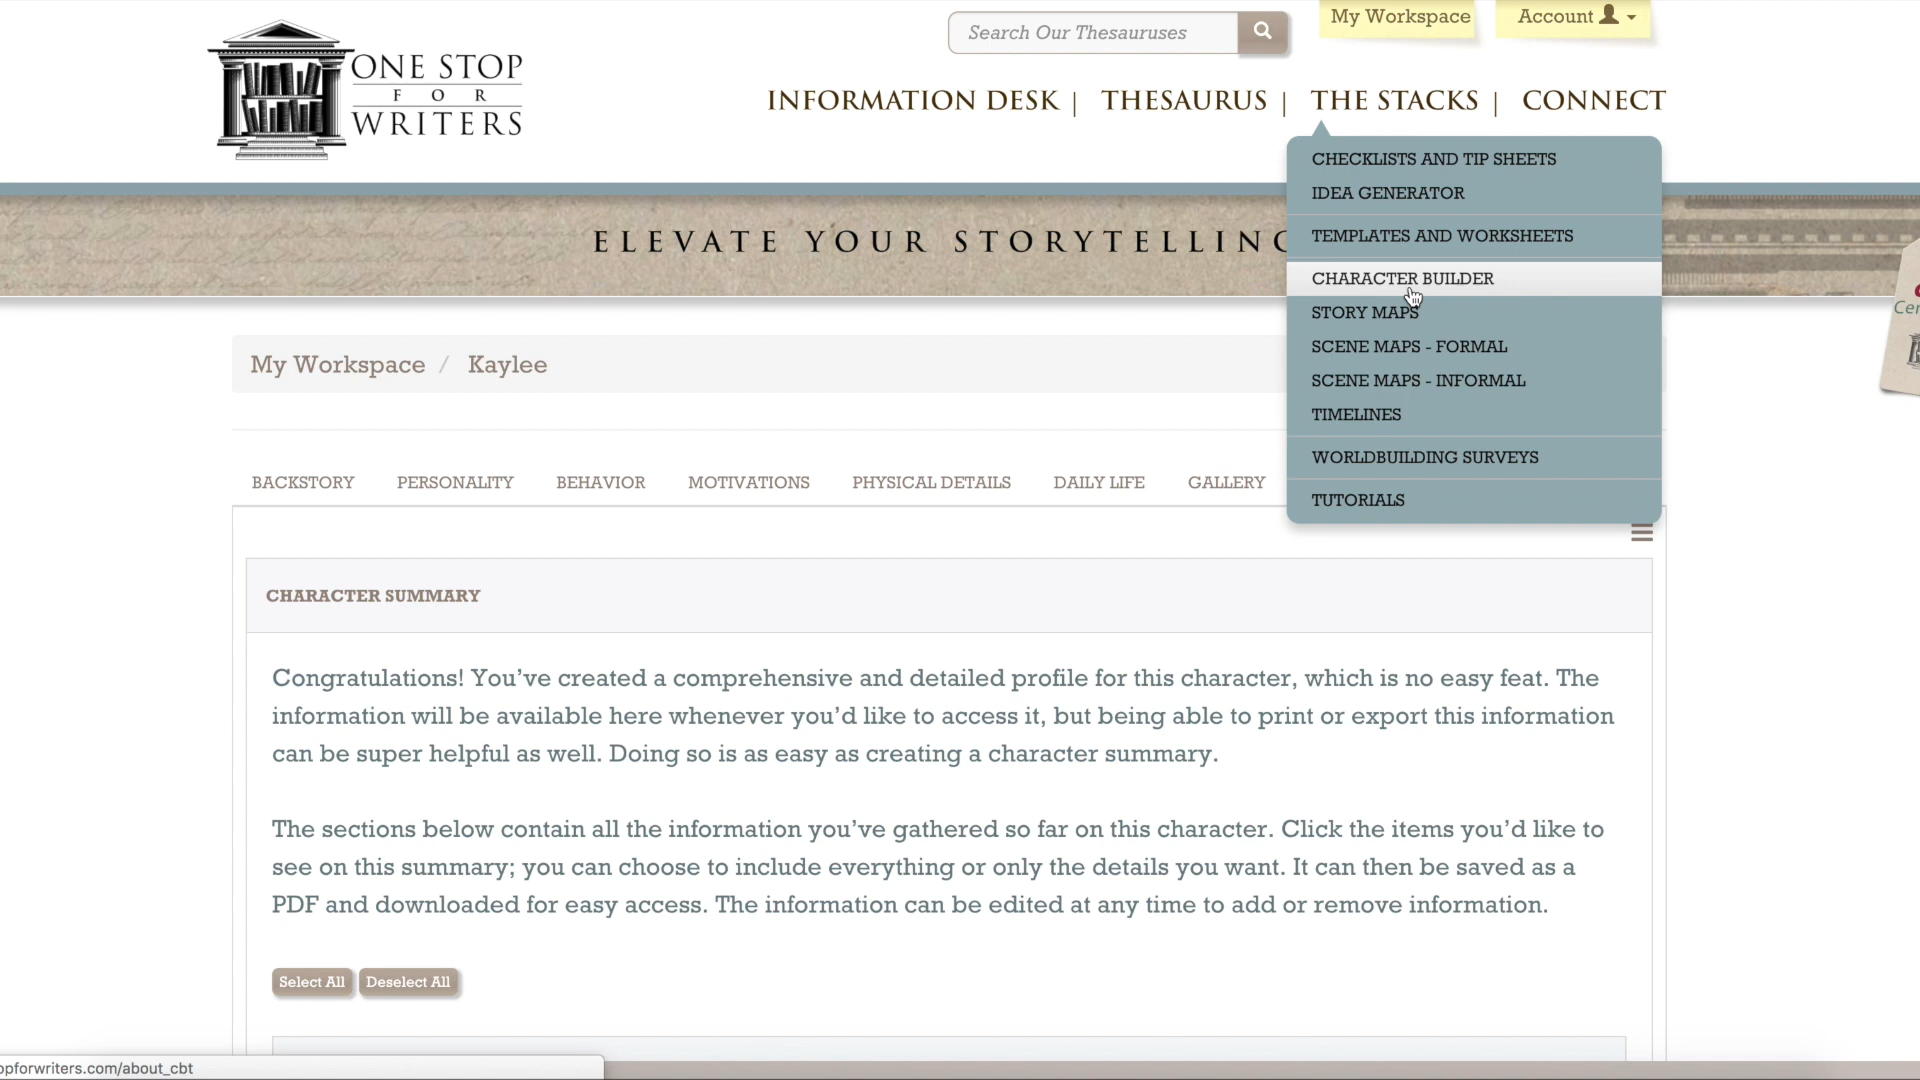 Search Our Thesauruses
My Workspace
Account
ONE STOP
FOR
WRITERS
INFORMATION DESK | THESAURUS | THE STACKS | CONNECT
CHECKLISTS AND TIP SHEETS
IDEA GENERATOR
TEMPLATES AND WORKSHEETS
CHARACTER BUILDER
STORY MAPS
SCENE MAPS - FORMAL
SCENE MAPS - INFORMAL
TIMELINES
WORLDBUILDING SURVEYS
TUTORIALS
ELEVATE YOUR STORYTELLING
My Workspace / Kaylee
BACKSTORY PERSONALITY BEHAVIOR MOTIVATIONS PHYSICAL DETAILS DAILY LIFE GALLERY
CHARACTER SUMMARY
Congratulations! You've created a comprehensive and detailed profile for this character, which is no easy feat. The
information will be available here whenever you'd like to access it, but being able to print or export this information
can be super helpful as well. Doing so is as easy as creating a character summary.
The sections below contain all the information you've gathered so far on this character. Click the items you'd like to
see on this summary; you can choose to include everything or only the details you want. It can then be saved as a
PDF and downloaded for easy access. The information can be edited at any time to add or remove information.
Select All Deselect All
opforwriters.com/about_cbt